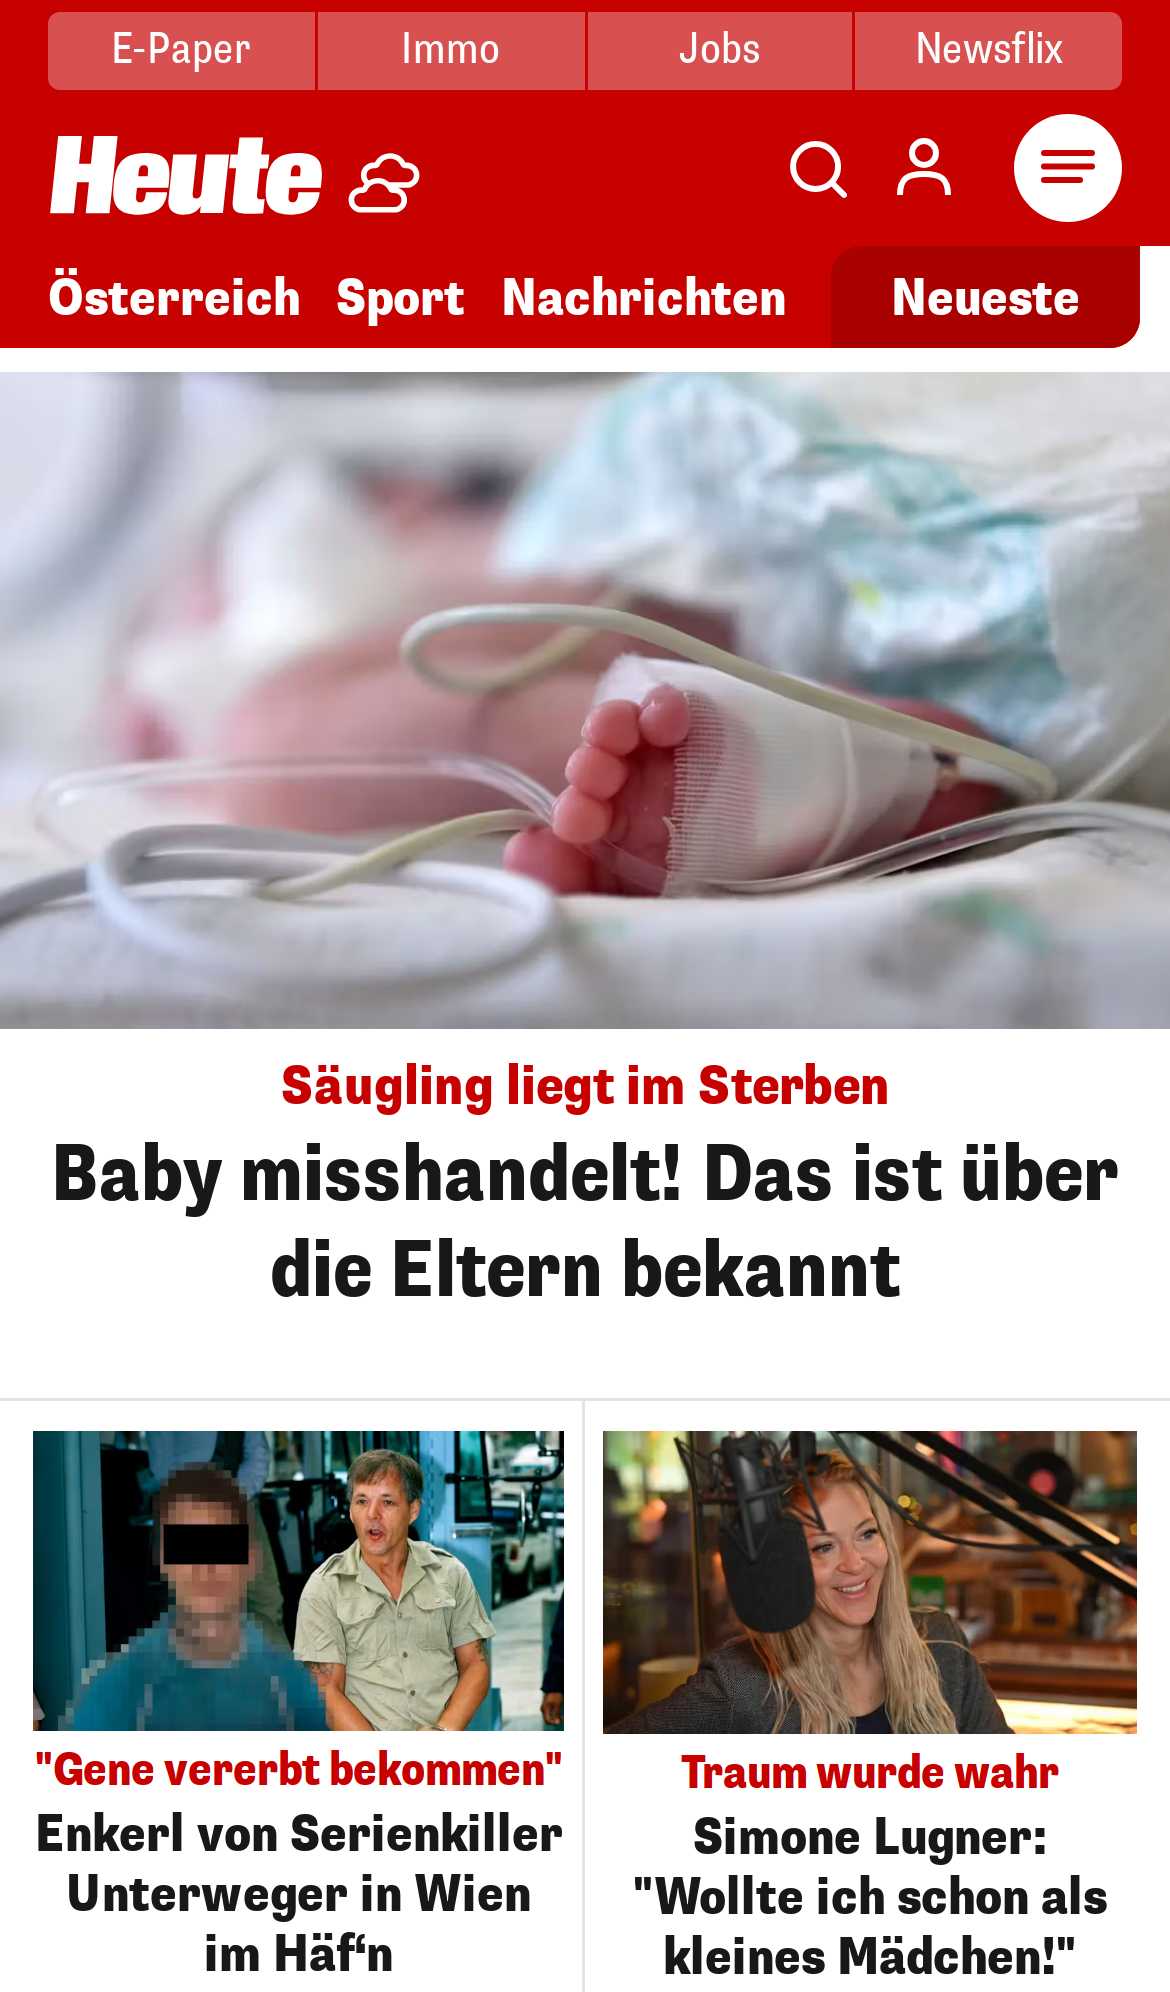 E-Paper
Immo
Jobs
Newsflix
Heute
Österreich
Sport
Nachrichten
Neueste
Säugling liegt im Sterben
Baby misshandelt! Das ist über
die Eltern bekannt
"Gene vererbt bekommen"
Enkerl von Serienkiller
Unterweger in Wien
im Häf‘n
Traum wurde wahr
Simone Lugner:
"Wollte ich schon als
kleines Mädchen!"